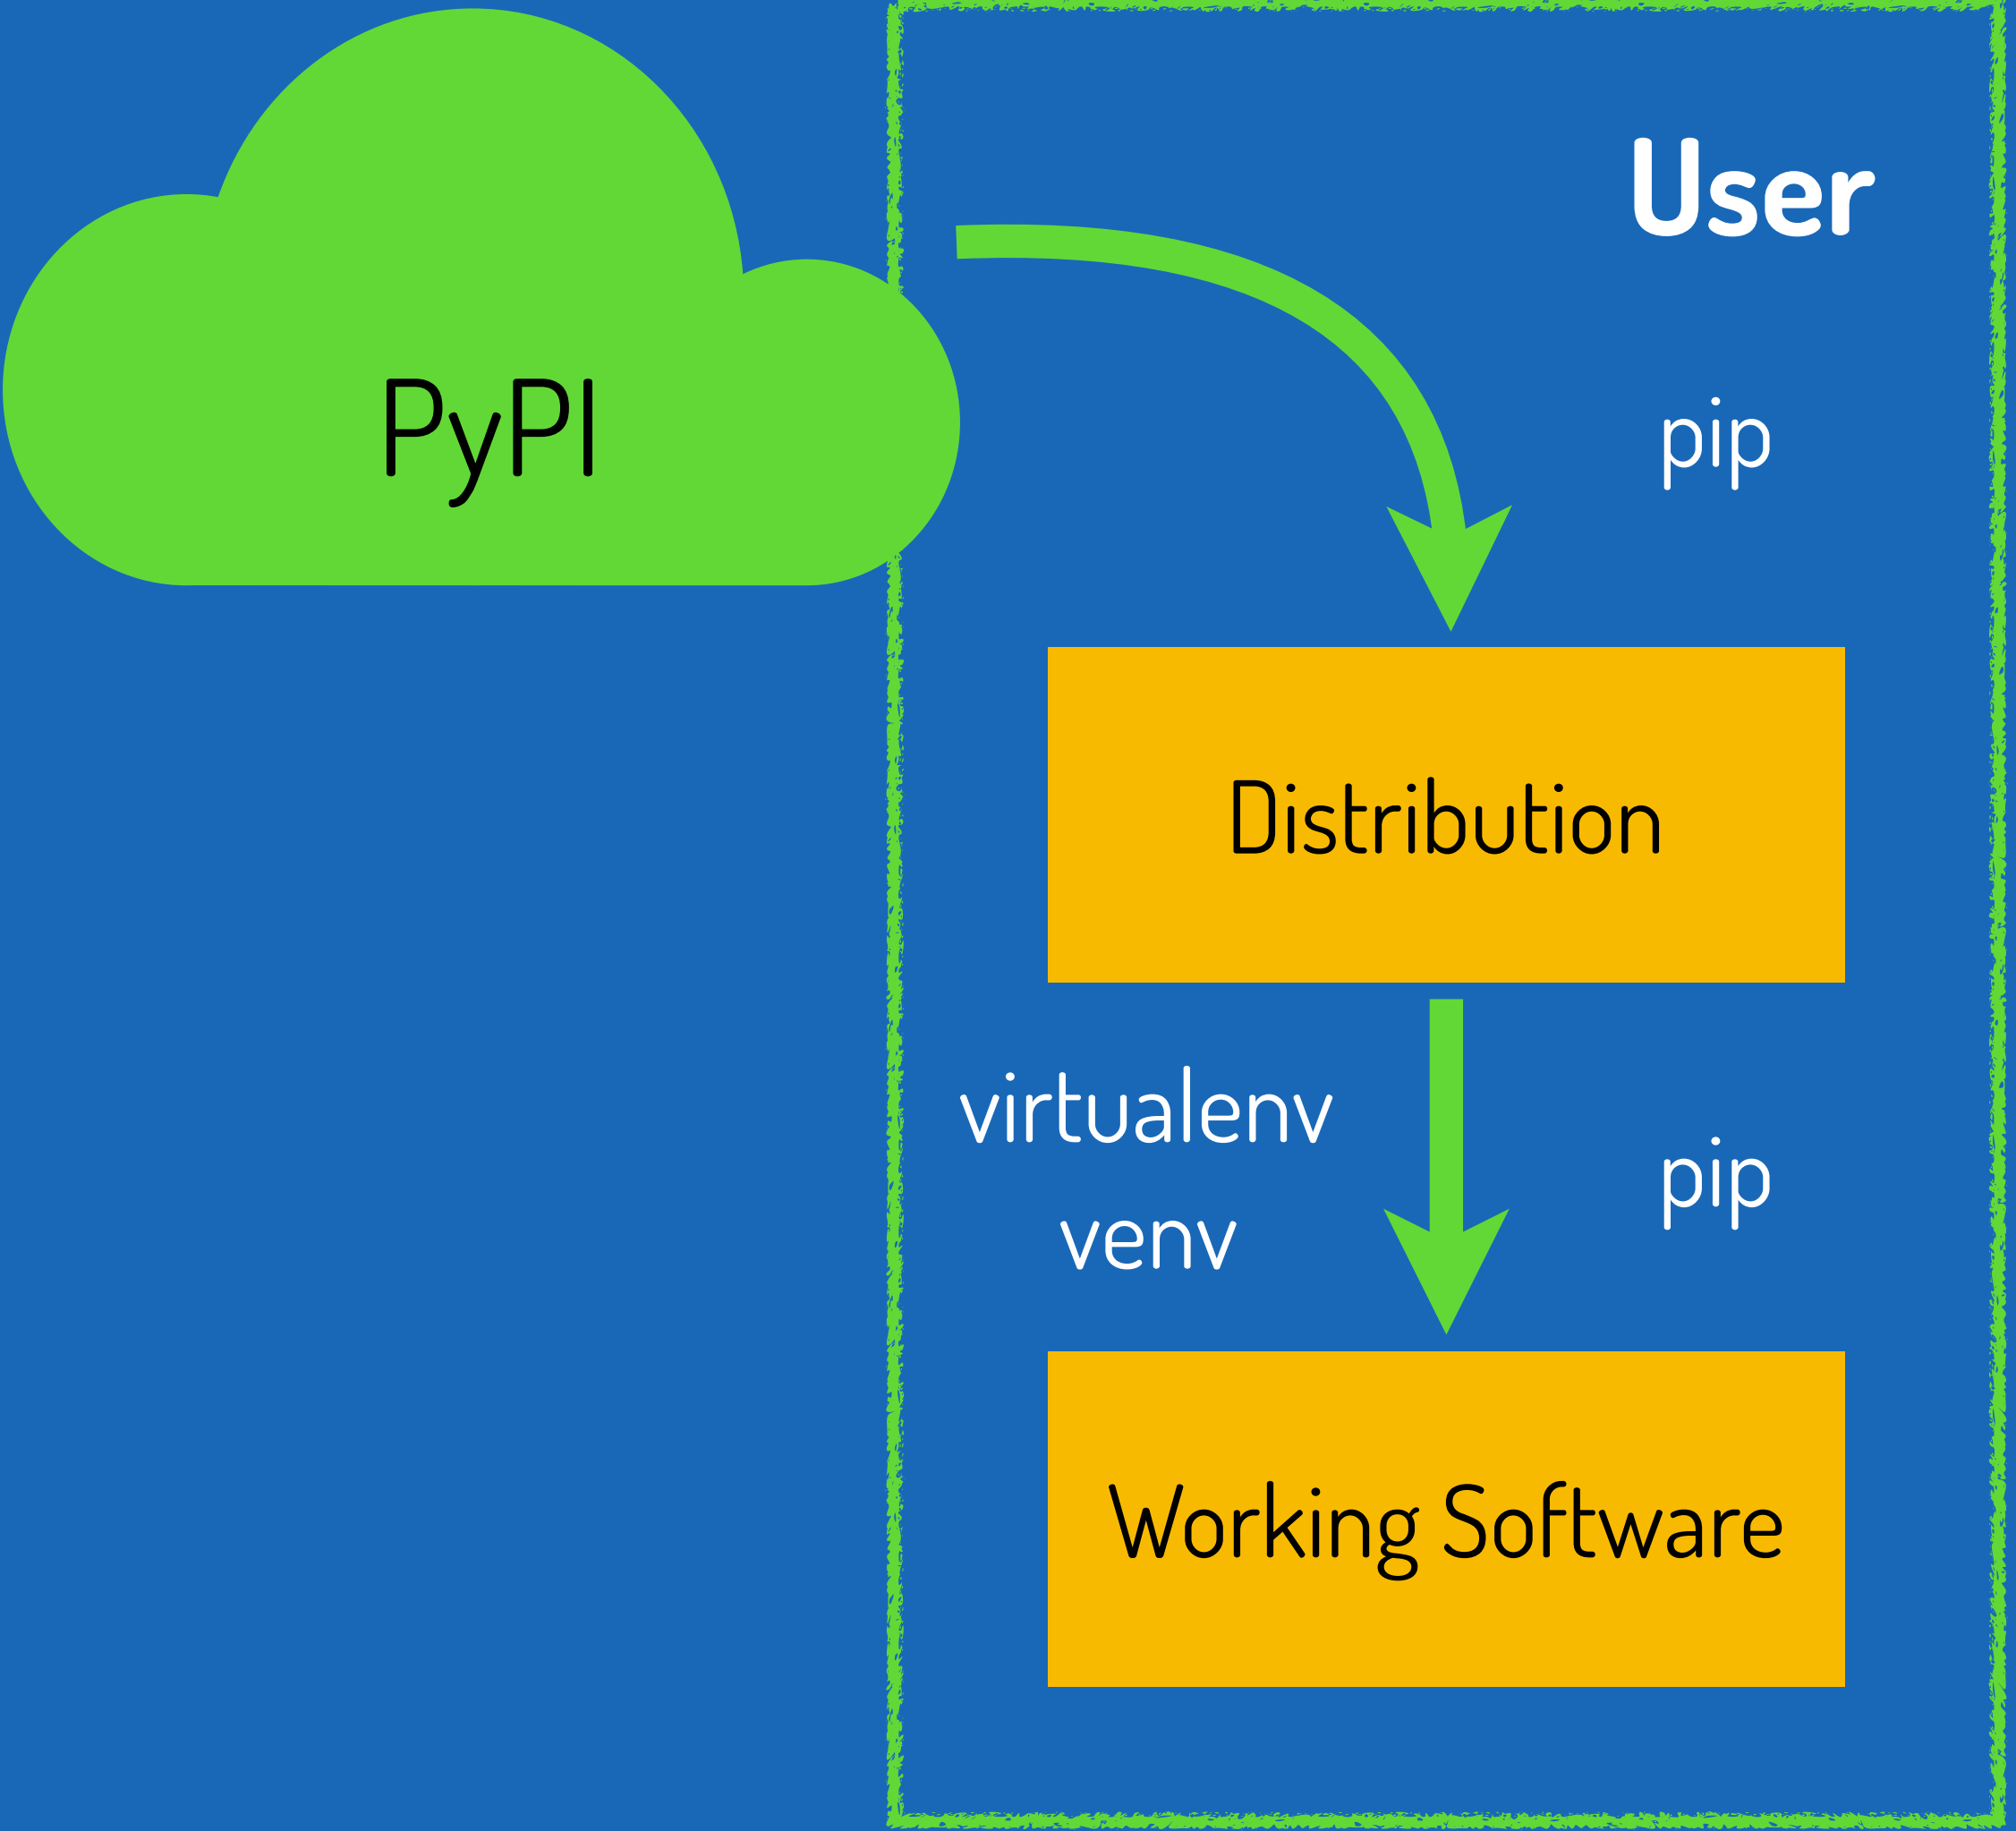 User
PyPI
pip
Distribution
virtualenv
venv
pip
Working Software